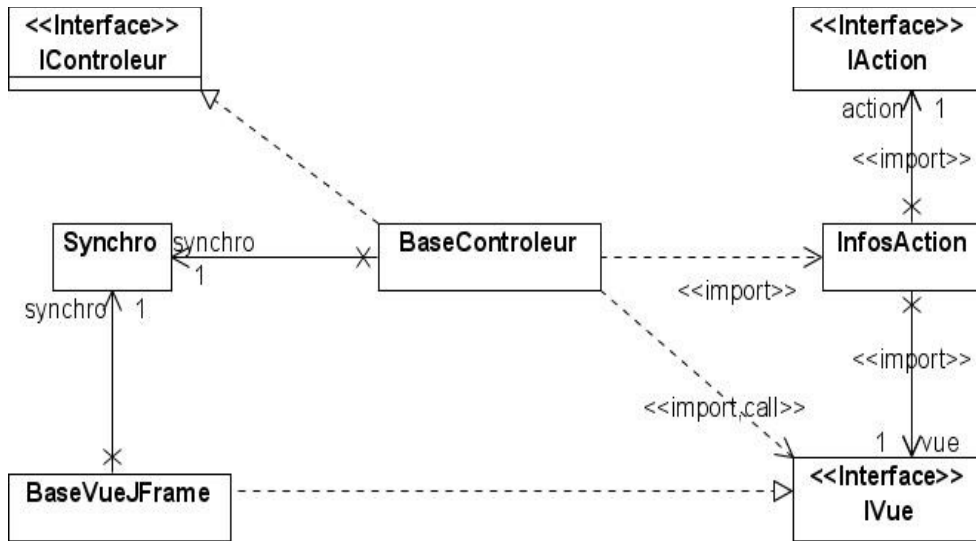 <<Interface>>
IControleur
<<Interface>>
IAction
action 1
<<import>>
Synchro
synchro
1
BaseControleur
InfosAction
<<import>>
synchro 1
<<import>>
<<import,call>>
1 vue
BaseVueJFrame
<<Interface>>
IVue